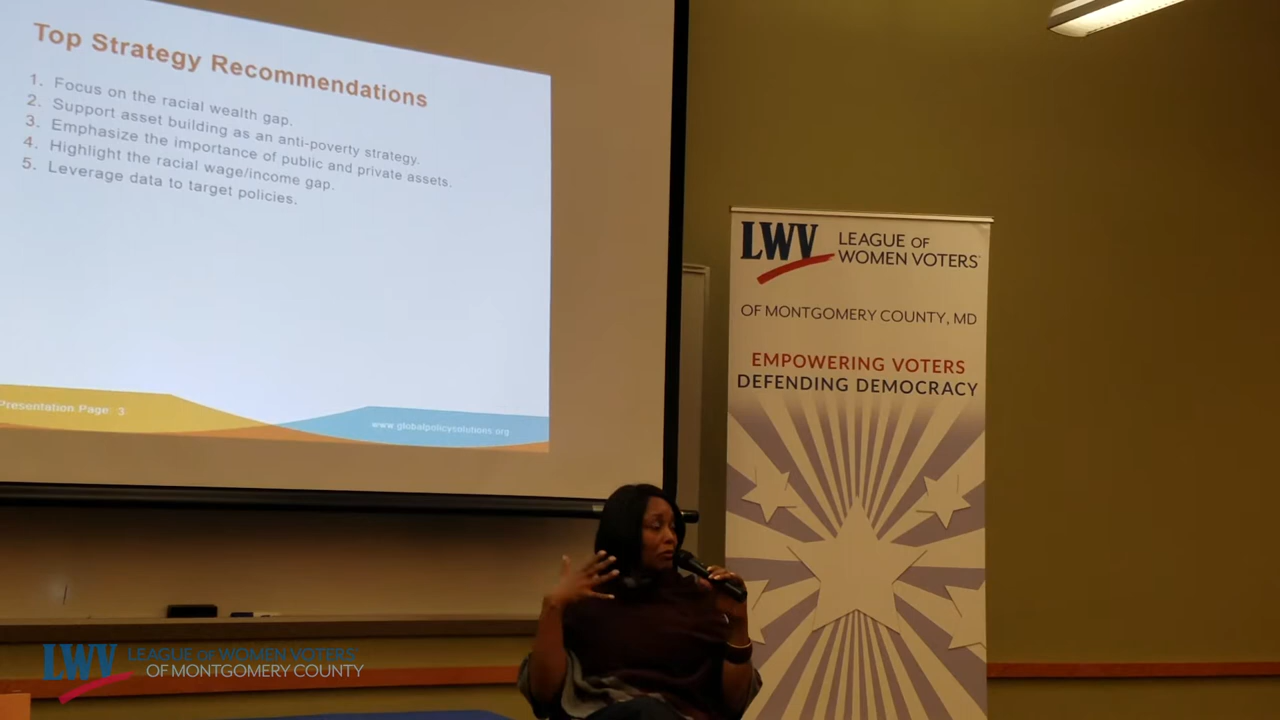 Top Strategy Recommendations
1. Focus on the racial wealth gap.
2. Support asset building as an anti-poverty strategy.
3. Emphasize the importance of public and private assets.
4. Highlight the racial wage/income gap.
5. Leverage data to target policies.
Presentation Page: 3
www.globalpolicysolutions.org
LWV LEAGUE OF
WOMEN VOTERS
OF MONTGOMERY COUNTY, MD
EMPOWERING VOTERS
DEFENDING DEMOCRACY
LWV LEAGUE OF WOMEN VOTERS
OF MONTGOMERY COUNTY